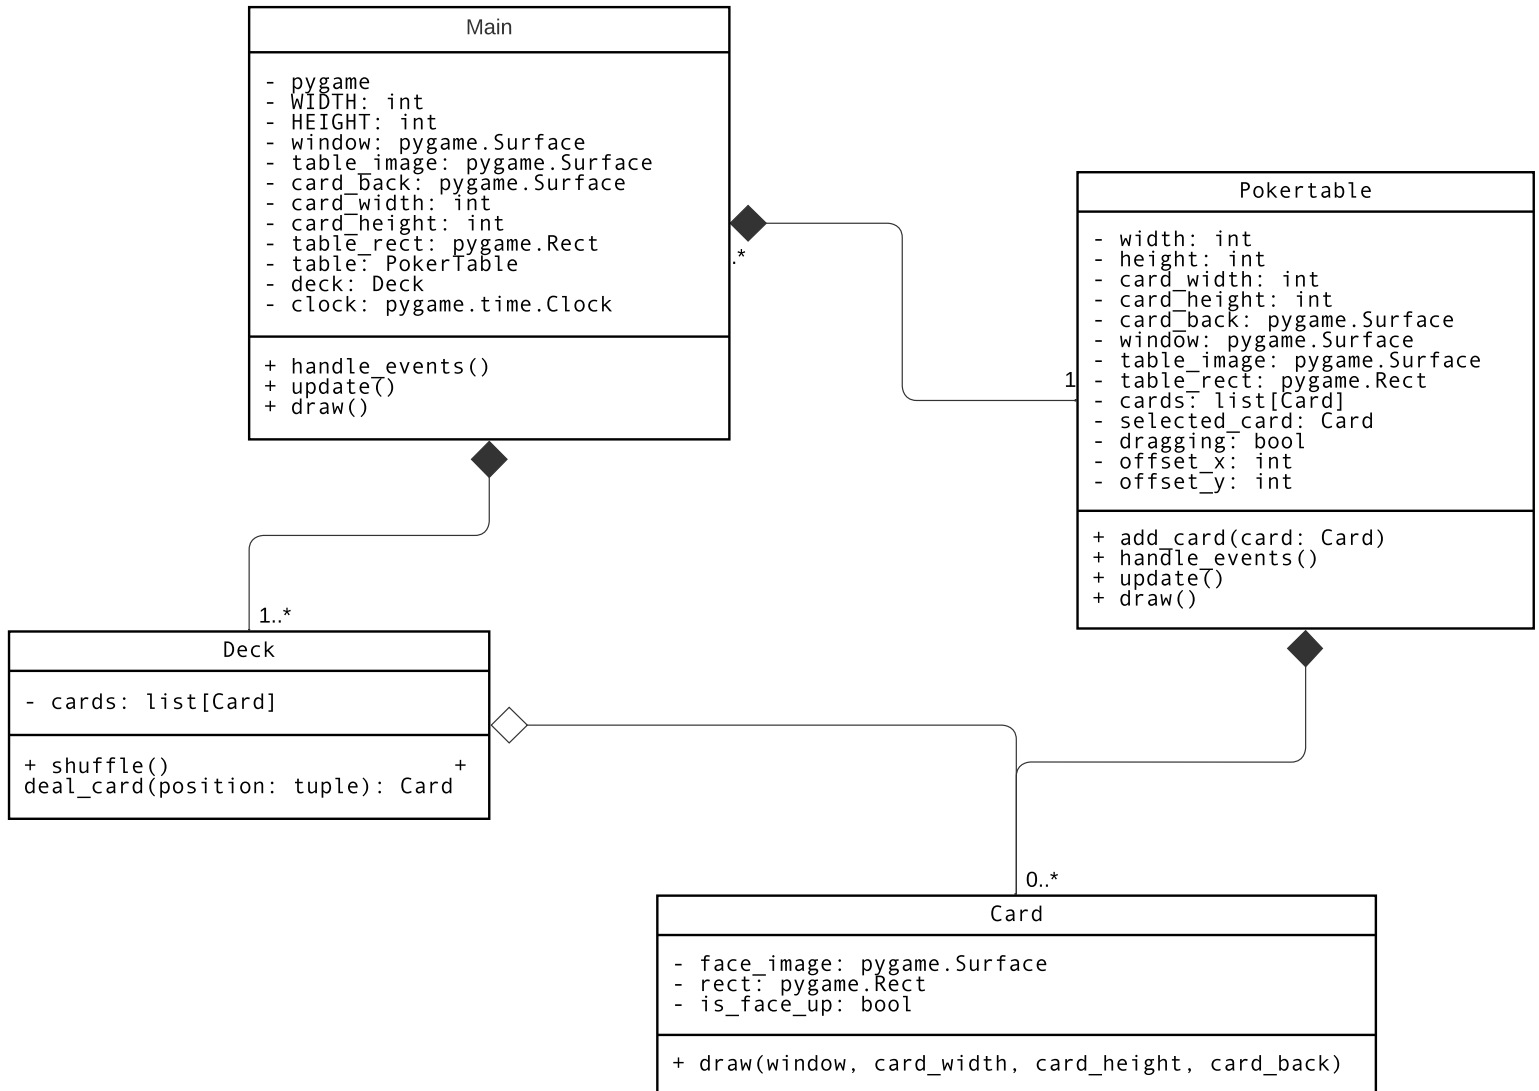 Main
- pygame
- WIDTH: int
- HEIGHT: int
- window: pygame.Surface
- table_image: pygame.Surface
- card_back: pygame.Surface
- card_width: int
- card_height: int
- table_rect: pygame.Rect
- table: PokerTable
- deck: Deck
- clock: pygame.time.Clock
+ handle_events()
+ update()
+ draw()
.*
1
Pokertable
- width: int
- height: int
- card_width: int
- card_height: int
- card_back: pygame.Surface
- window: pygame.Surface
- table_image: pygame.Surface
- table_rect: pygame.Rect
- cards: list[Card]
- selected_card: Card
- dragging: bool
- offset_x: int
- offset_y: int
+ add_card(card: Card)
+ handle_events()
+ update()
+ draw()
1..*
Deck
- cards: list[Card]
+ shuffle() +
deal_card(position: tuple): Card
0..*
Card
- face_image: pygame.Surface
- rect: pygame.Rect
- is_face_up: bool
+ draw(window, card_width, card_height, card_back)